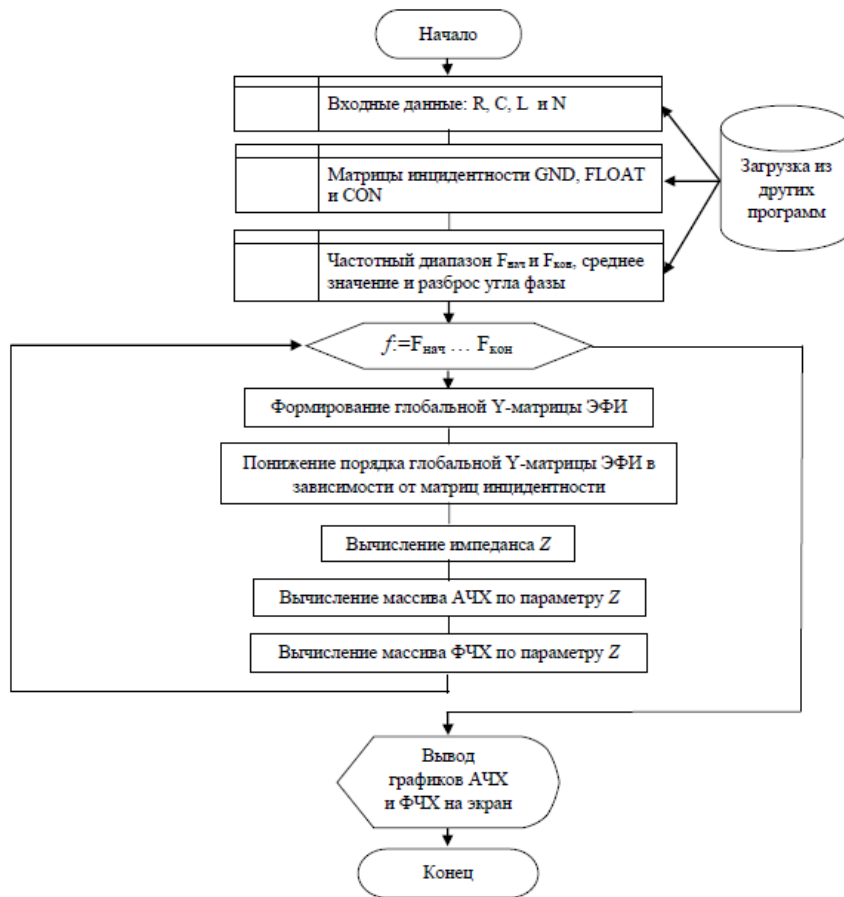 Начало
Входные данные: R, C, L и N
Матрицы инцидентности GND, FLOAT
и CON
Загрузка из
других
программ
Частотный диапазон Fнач и Fкон, среднее
значение и разброс угла фазы
f:=Fнач … Fкон
Формирование глобальной Y-матрицы ЭФИ
Понижение порядка глобальной Y-матрицы ЭФИ в
зависимости от матриц инцидентности
Вычисление импеданса Z
Вычисление массива АЧХ по параметру Z
Вычисление массива ФЧХ по параметру Z
Вывод
графиков АЧХ
и ФЧХ на экран
Конец